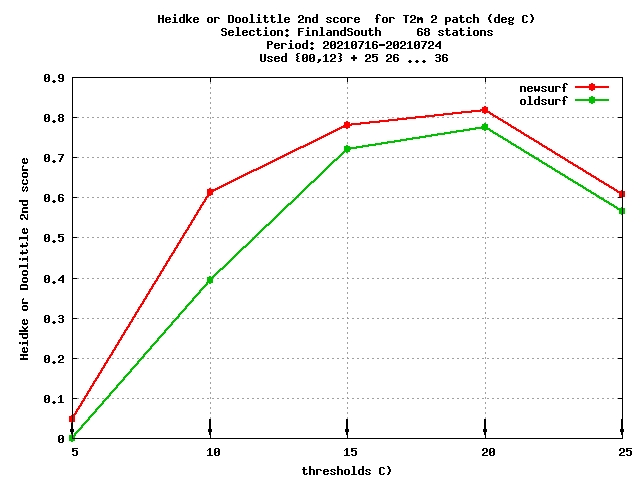 Heidke or Doolittle 2nd score  for T2m 2 patch (deg C)
Selection: FinlandSouth     68 stations
Period: 20210716-20210724
Used {00,12} + 25 26 ... 36
newsurf
oldsurf
Heidke or Doolittle 2nd score
0.9
0.8
0.7
0.6
0.5
0.4
0.3
0.2
0.1
0
5 10 15 20 25
thresholds C)